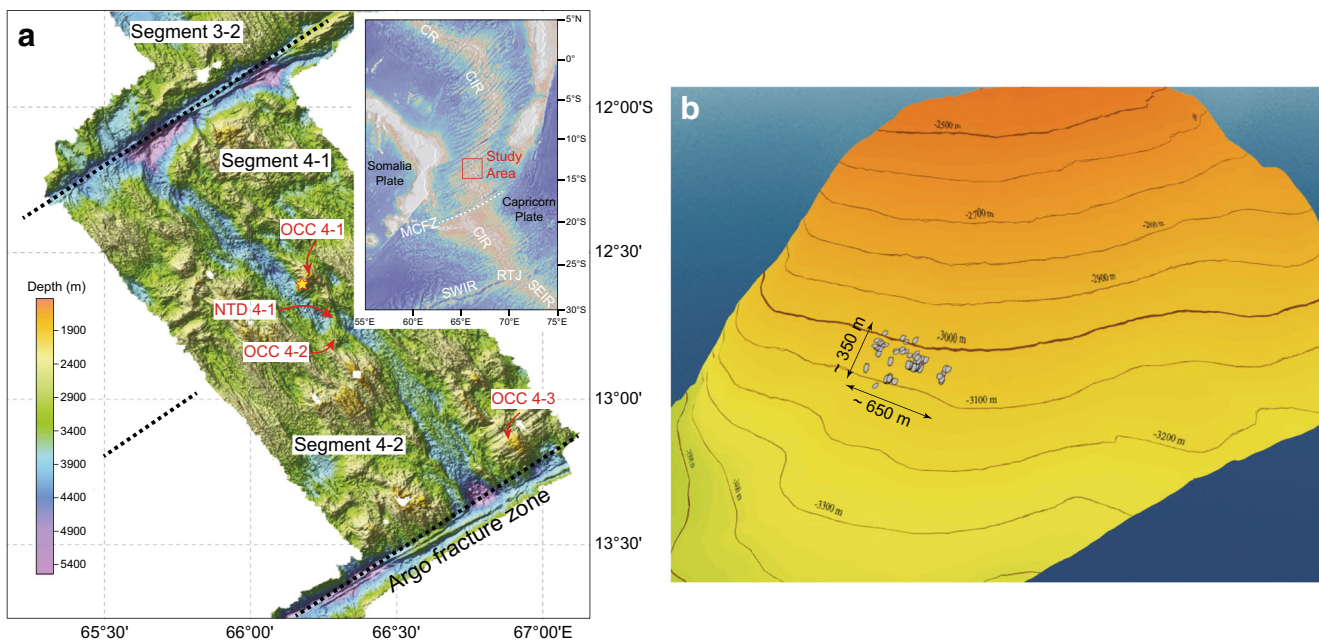 a
Segment 3-2
Segment 4-1
OCC 4-1
NTD 4-1
OCC 4-2
OCC 4-3
Segment 4-2
Argo fracture zone
Depth (m)
1900
2400
2900
3400
3900
4400
4900
5400
12°00'S
12°30'
13°00'
13°30'
65°30'
66°00'
66°30'
67°00'E
CR
CIR
Somalia
Plate
Study
Area
Capricorn
Plate
MCFZ
CIR
RTJ
SWIR
SEIR
5°N
0°
5°S
10°S
15°S
20°S
25°S
30°S
55°E
60°E
65°E
70°E
75°E
b
-2500 m
-2700 m
-2900 m
-3000 m
-3100 m
-3200 m
-3300 m
~ 350 m
~ 650 m